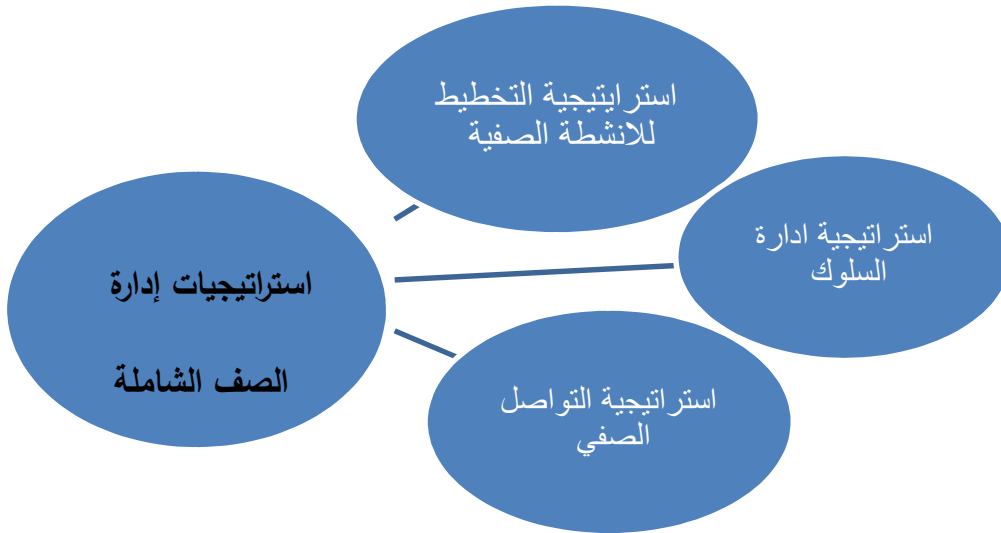 استرايتيجية التخطيط
للانشطة الصفية
استراتيجية ادارة
السلوك
استراتيجيات إدارة
الصف الشاملة
استراتيجية التواصل
الصفي